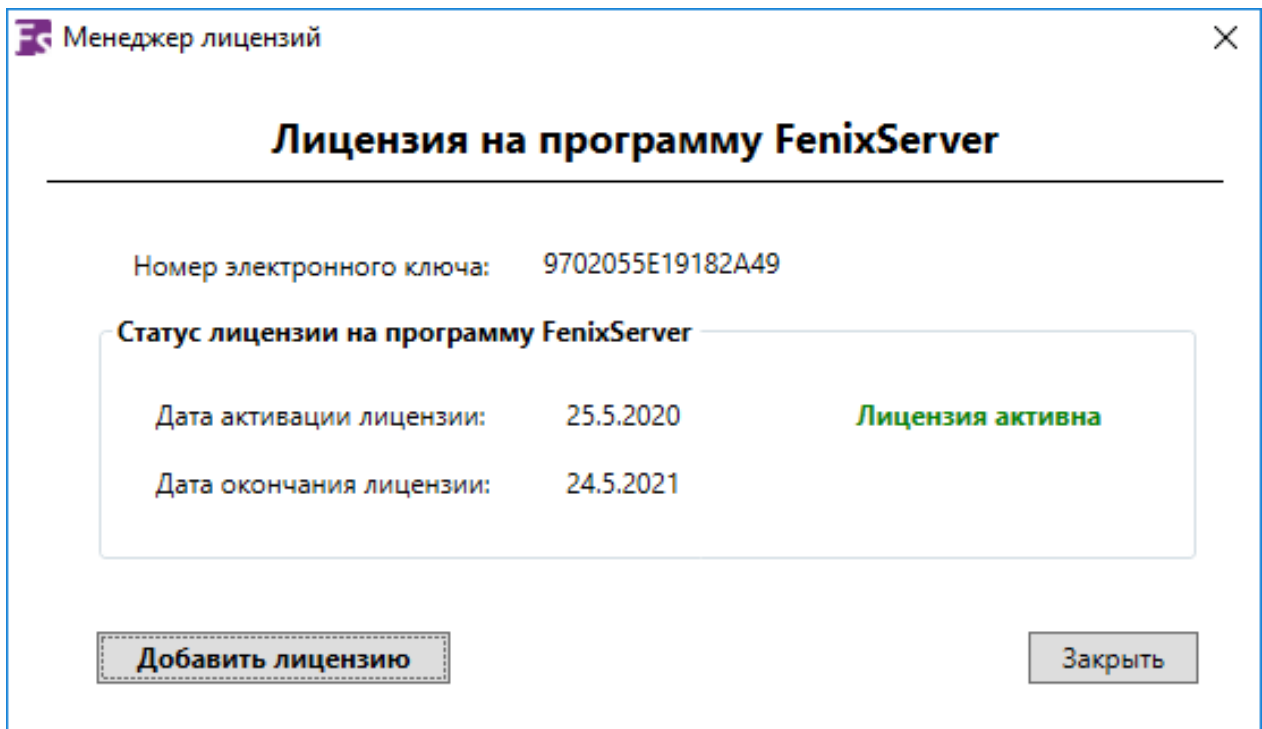 Fs Менеджер лицензий
Лицензия на программу FenixServer
Номер электронного ключа: 9702055E19182A49
Статус лицензии на программу FenixServer
Дата активации лицензии: 25.5.2020 Лицензия активна
Дата окончания лицензии: 24.5.2021
Добавить лицензию Закрыть